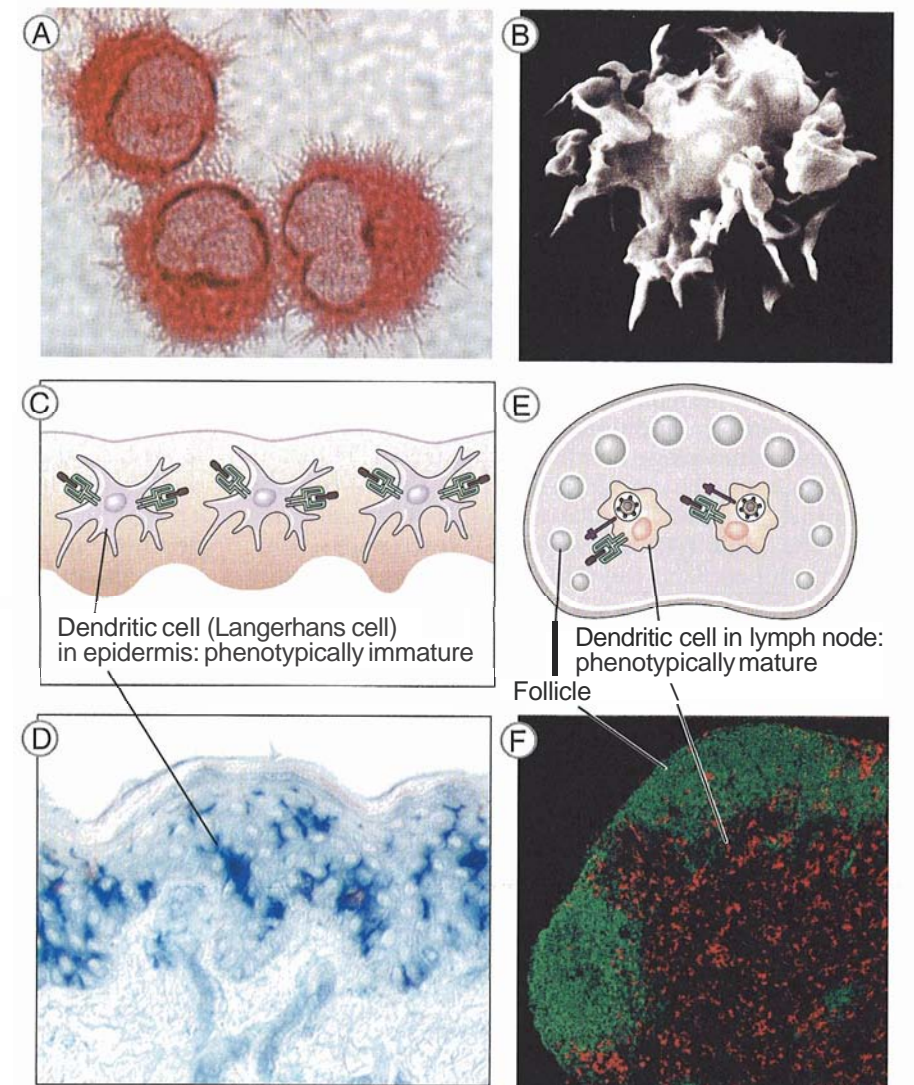 A
B
C
E
Dendritic cell (Langerhans cell)
in epidermis: phenotypically immature
Dendritic cell in lymph node:
phenotypically mature
Follicle
D
F